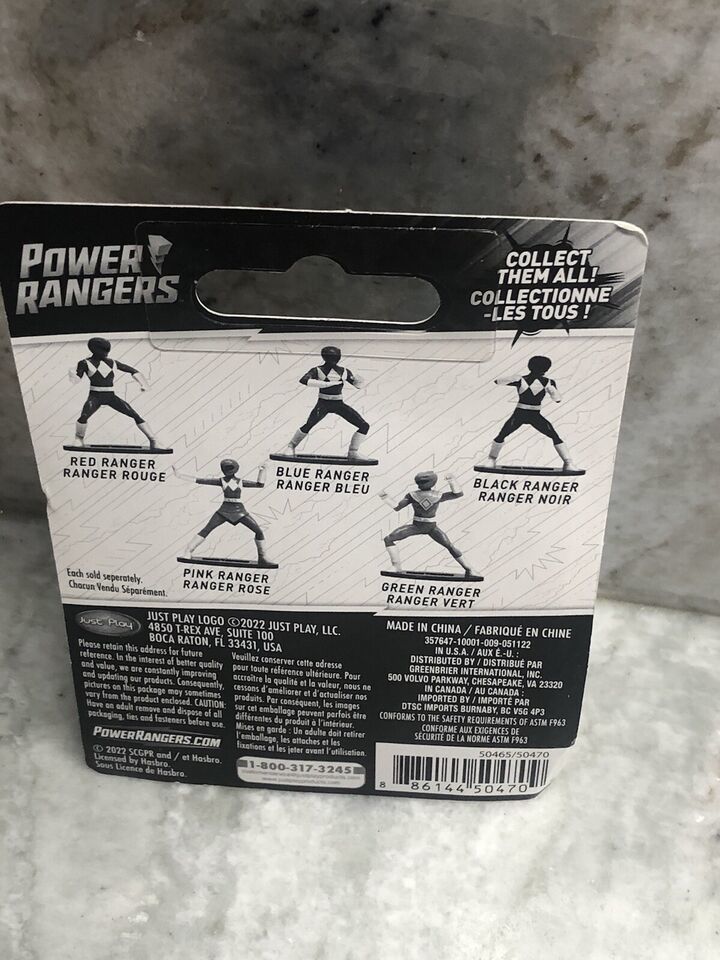 POWER
RANGERS
COLLECT
THEM ALL!
COLLECTIONNE
-LES TOUS !
RED RANGER
RANGER ROUGE
BLUE RANGER
RANGER BLEU
BLACK RANGER
RANGER NOIR
PINK RANGER
RANGER ROSE
GREEN RANGER
RANGER VERT
Each sold seperately.
Chacun Vendu Séparément.
Just Play
JUST PLAY LOGO ©2022 JUST PLAY, LLC.
4850 T-REX AVE, SUITE 100
BOCA RATON, FL 33431, USA
Please retain this address for future
reference. In the interest of better quality
and value, we are constantly improving
and updating our products. Consequently,
pictures on this package may sometimes
vary from the product enclosed. CAUTION:
Have an adult remove and dispose of all
packaging, ties and fasteners before use.
POWERRANGERS.COM
© 2022 SCGPR and / et Hasbro.
Licensed by Hasbro.
Sous Licence de Hasbro.
Veuillez conserver cette adresse
pour toute référence ultérieure. Pour
accroître la qualité et la valeur, nous ne
cessons d'améliorer et d'actualiser nos
produits. Par conséquent, les images
sur cet emballage peuvent parfois être
différentes du produit à l'intérieur.
Mises en garde : Un adulte doit retirer
l'emballage, les attaches et les
fixations et les jeter avant l'utilisation.
1-800-317-3245
MADE IN CHINA / FABRIQUÉ EN CHINE
357647-10001-009-051122
IN U.S.A. / AUX É.-U. :
DISTRIBUTED BY / DISTRIBUÉ PAR
GREENBRIER INTERNATIONAL, INC.
500 VOLVO PARKWAY, CHESAPEAKE, VA 23320
IN CANADA / AU CANADA :
IMPORTED BY / IMPORTÉ PAR
DTSC IMPORTS BURNABY, BC V5G 4P3
CONFORMS TO THE SAFETY REQUIREMENTS OF ASTM F963
CONFORME AUX EXIGENCES DE
SÉCURITÉ DE LA NORME ASTM F963
50465/50470
8 86144 50470